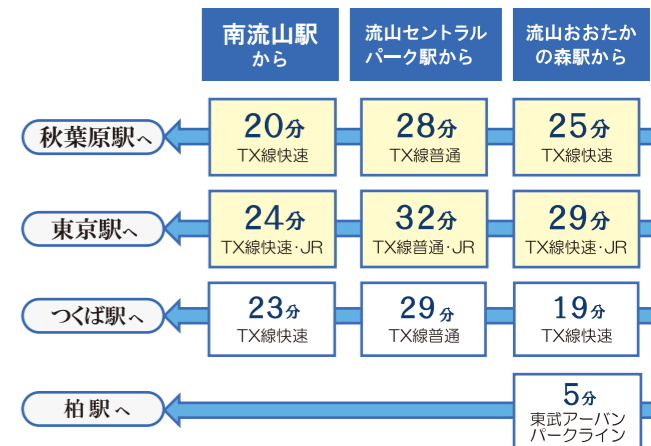 南流山駅
から
流山セントラル
パーク駅から
流山おおたか
の森駅から
秋葉原駅へ
20分
TX線快速
28分
TX線普通
25分
TX線快速
東京駅へ
24分
TX線快速・JR
32分
TX線普通・JR
29分
TX線快速・JR
つくば駅へ
23分
TX線快速
29分
TX線普通
19分
TX線快速
柏駅へ
5分
東武アーバン
パークライン